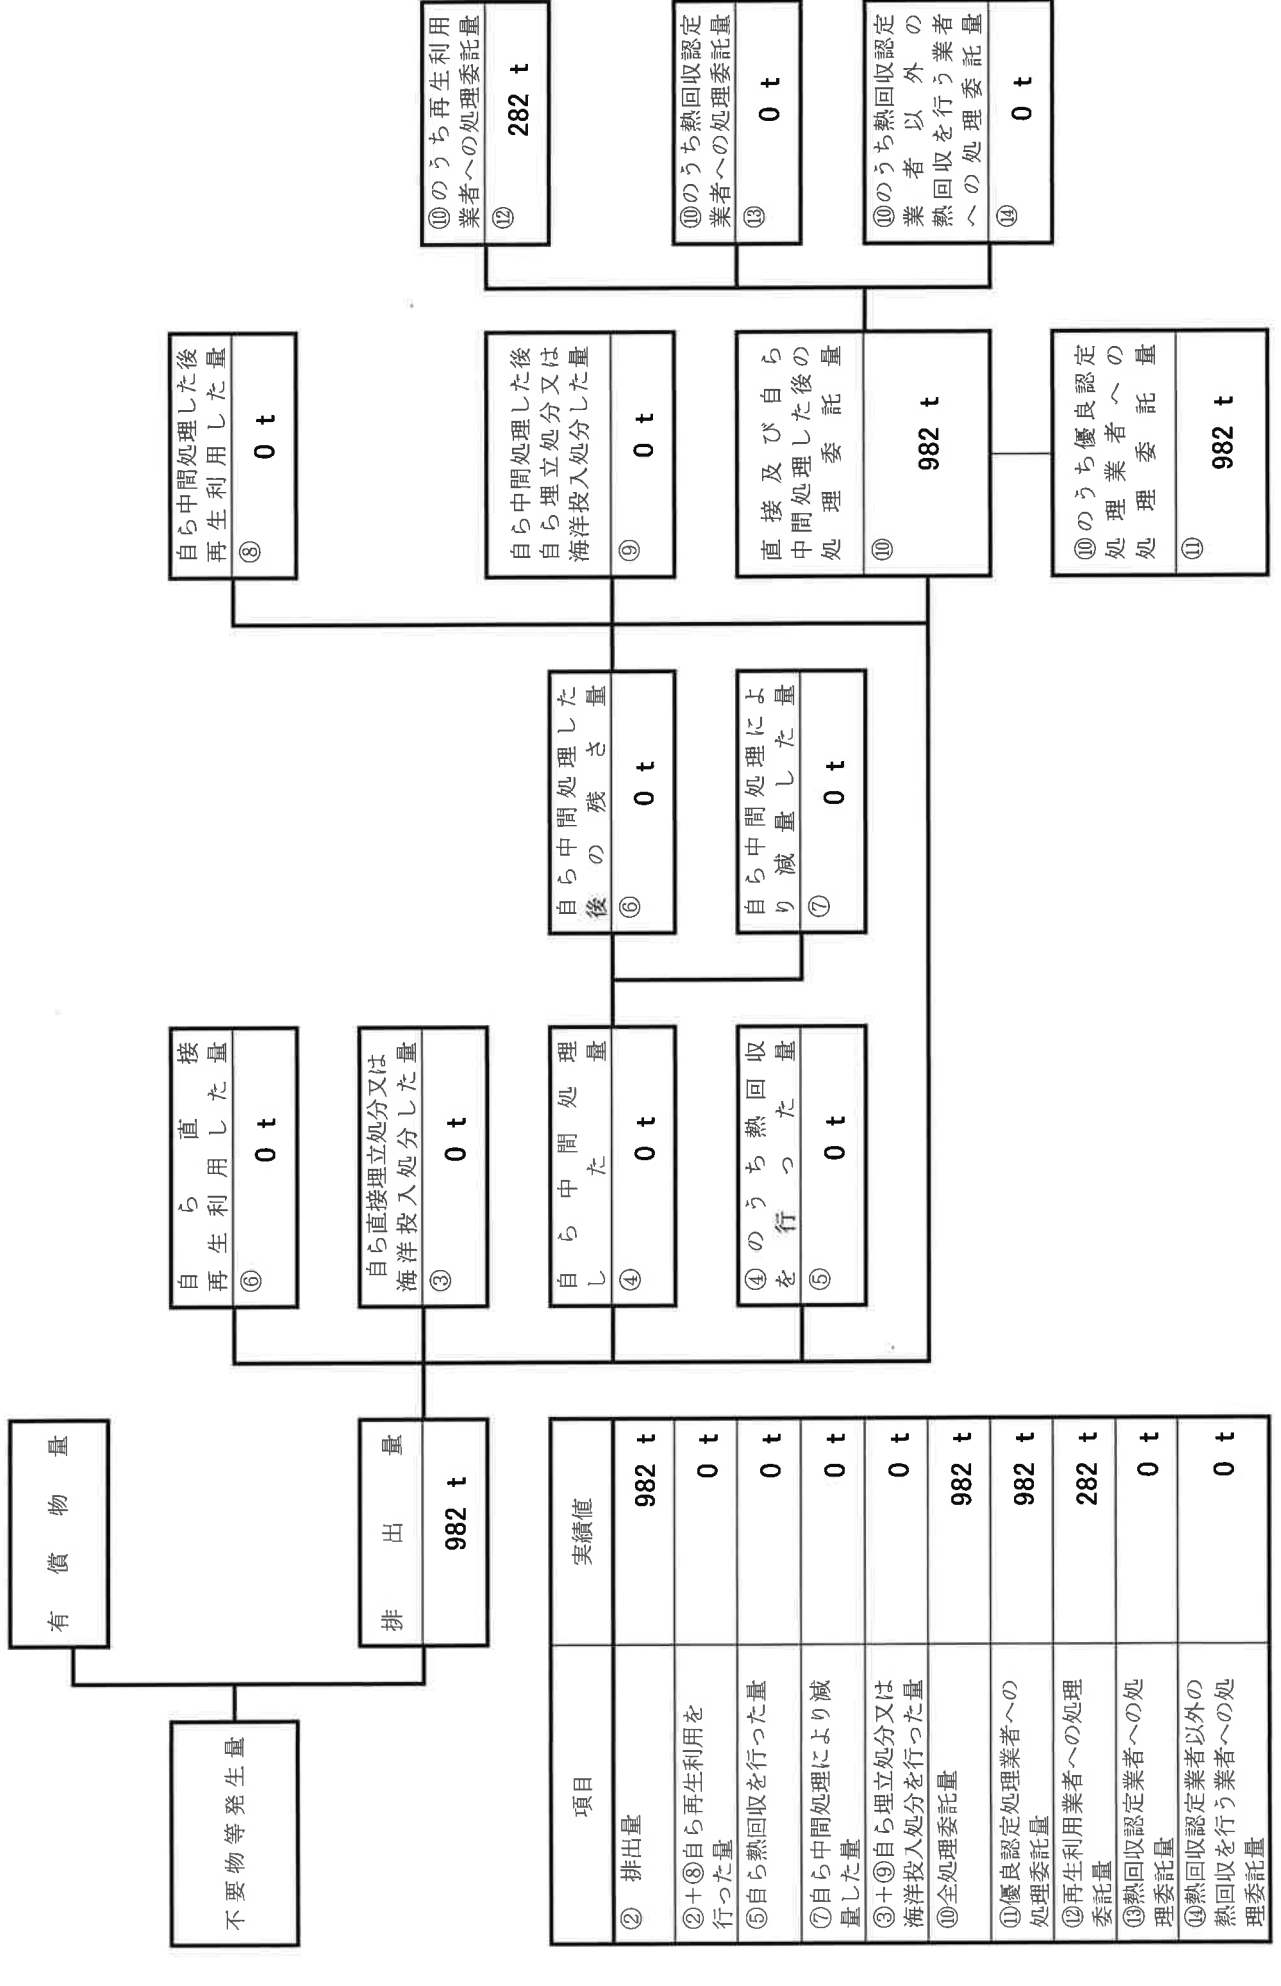 不要物等発生量
有償物量
排出量
982 t
自ら直接
再生利用した量
⑥
0 t
自ら直接埋立処分又は
海洋投入処分した量
③
0 t
自ら中間処理
した量
④
0 t
④のうち熱回収
を行った量
⑤
0 t
自ら中間処理した
後の残さ量
⑥
0 t
自ら中間処理によ
り減量した量
⑦
0 t
自ら中間処理した後
再生利用した量
⑧
0 t
自ら中間処理した後
自ら埋立処分又は
海洋投入処分した量
⑨
0 t
直接及び自ら
中間処理した後の
処理委託量
⑩
982 t
⑩のうち優良認定
処理業者への
処理委託量
⑪
982 t
⑩のうち再生利用
業者への処理委託量
⑫
282 t
⑩のうち熱回収認定
業者への処理委託量
⑬
0 t
⑩のうち熱回収認定
業者以外の
熱回収を行う業者
への処理委託量
⑭
0 t
項目 実績値
② 排出量 982 t
②＋⑧自ら再生利用を
行った量 0 t
⑤自ら熱回収を行った量 0 t
⑦自ら中間処理により減
量した量 0 t
③＋⑨自ら埋立処分又は
海洋投入処分を行った量 0 t
⑩全処理委託量 982 t
⑪優良認定処理業者への
処理委託量 982 t
⑫再生利用業者への処理
委託量 282 t
⑬熱回収認定業者への処
理委託量 0 t
⑭熱回収認定業者以外の
熱回収を行う業者への処
理委託量 0 t